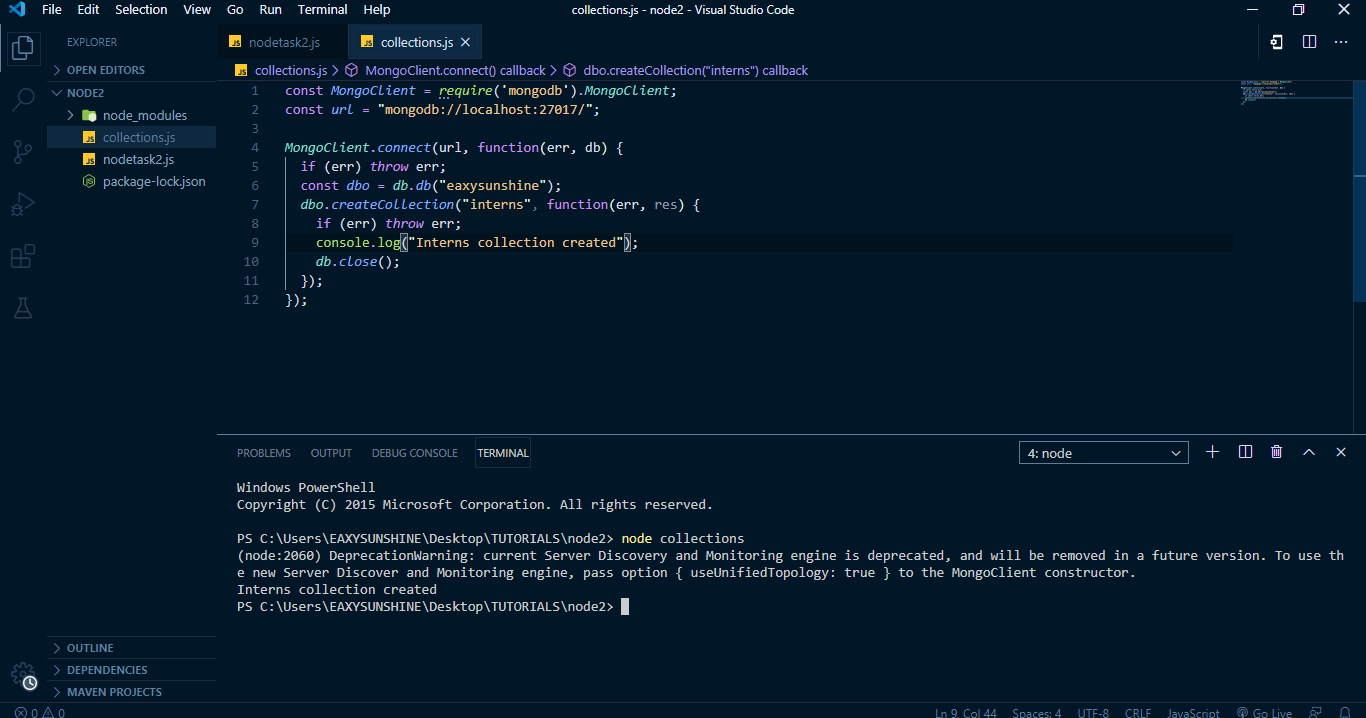 File Edit Selection View Go Run Terminal Help collections.js - node2 - Visual Studio Code
EXPLORER
OPEN EDITORS
NODE2
node_modules
collections.js
nodetask2.js
package-lock.json
OUTLINE
DEPENDENCIES
MAVEN PROJECTS
JS nodetask2.js JS collections.js
JS collections.js > MongoClient.connect() callback > dbo.createCollection("interns") callback
1 const MongoClient = require('mongodb').MongoClient;
2 const url = "mongodb://localhost:27017/";
3
4 MongoClient.connect(url, function(err, db) {
5 if (err) throw err;
6 const dbo = db.db("eaxysunshine");
7 dbo.createCollection("interns", function(err, res) {
8 if (err) throw err;
9 console.log("Interns collection created");
10 db.close();
11 });
12 });
PROBLEMS OUTPUT DEBUG CONSOLE TERMINAL 4: node
Windows PowerShell
Copyright (C) 2015 Microsoft Corporation. All rights reserved.
PS C:\Users\EAXYSUNSHINE\Desktop\TUTORIALS\node2> node collections
(node:2060) DeprecationWarning: current Server Discovery and Monitoring engine is deprecated, and will be removed in a future version. To use th
e new Server Discover and Monitoring engine, pass option { useUnifiedTopology: true } to the MongoClient constructor.
Interns collection created
PS C:\Users\EAXYSUNSHINE\Desktop\TUTORIALS\node2>
0 0 Ln 9, Col 44 Spaces: 4 UTF-8 CRLF JavaScript Go Live